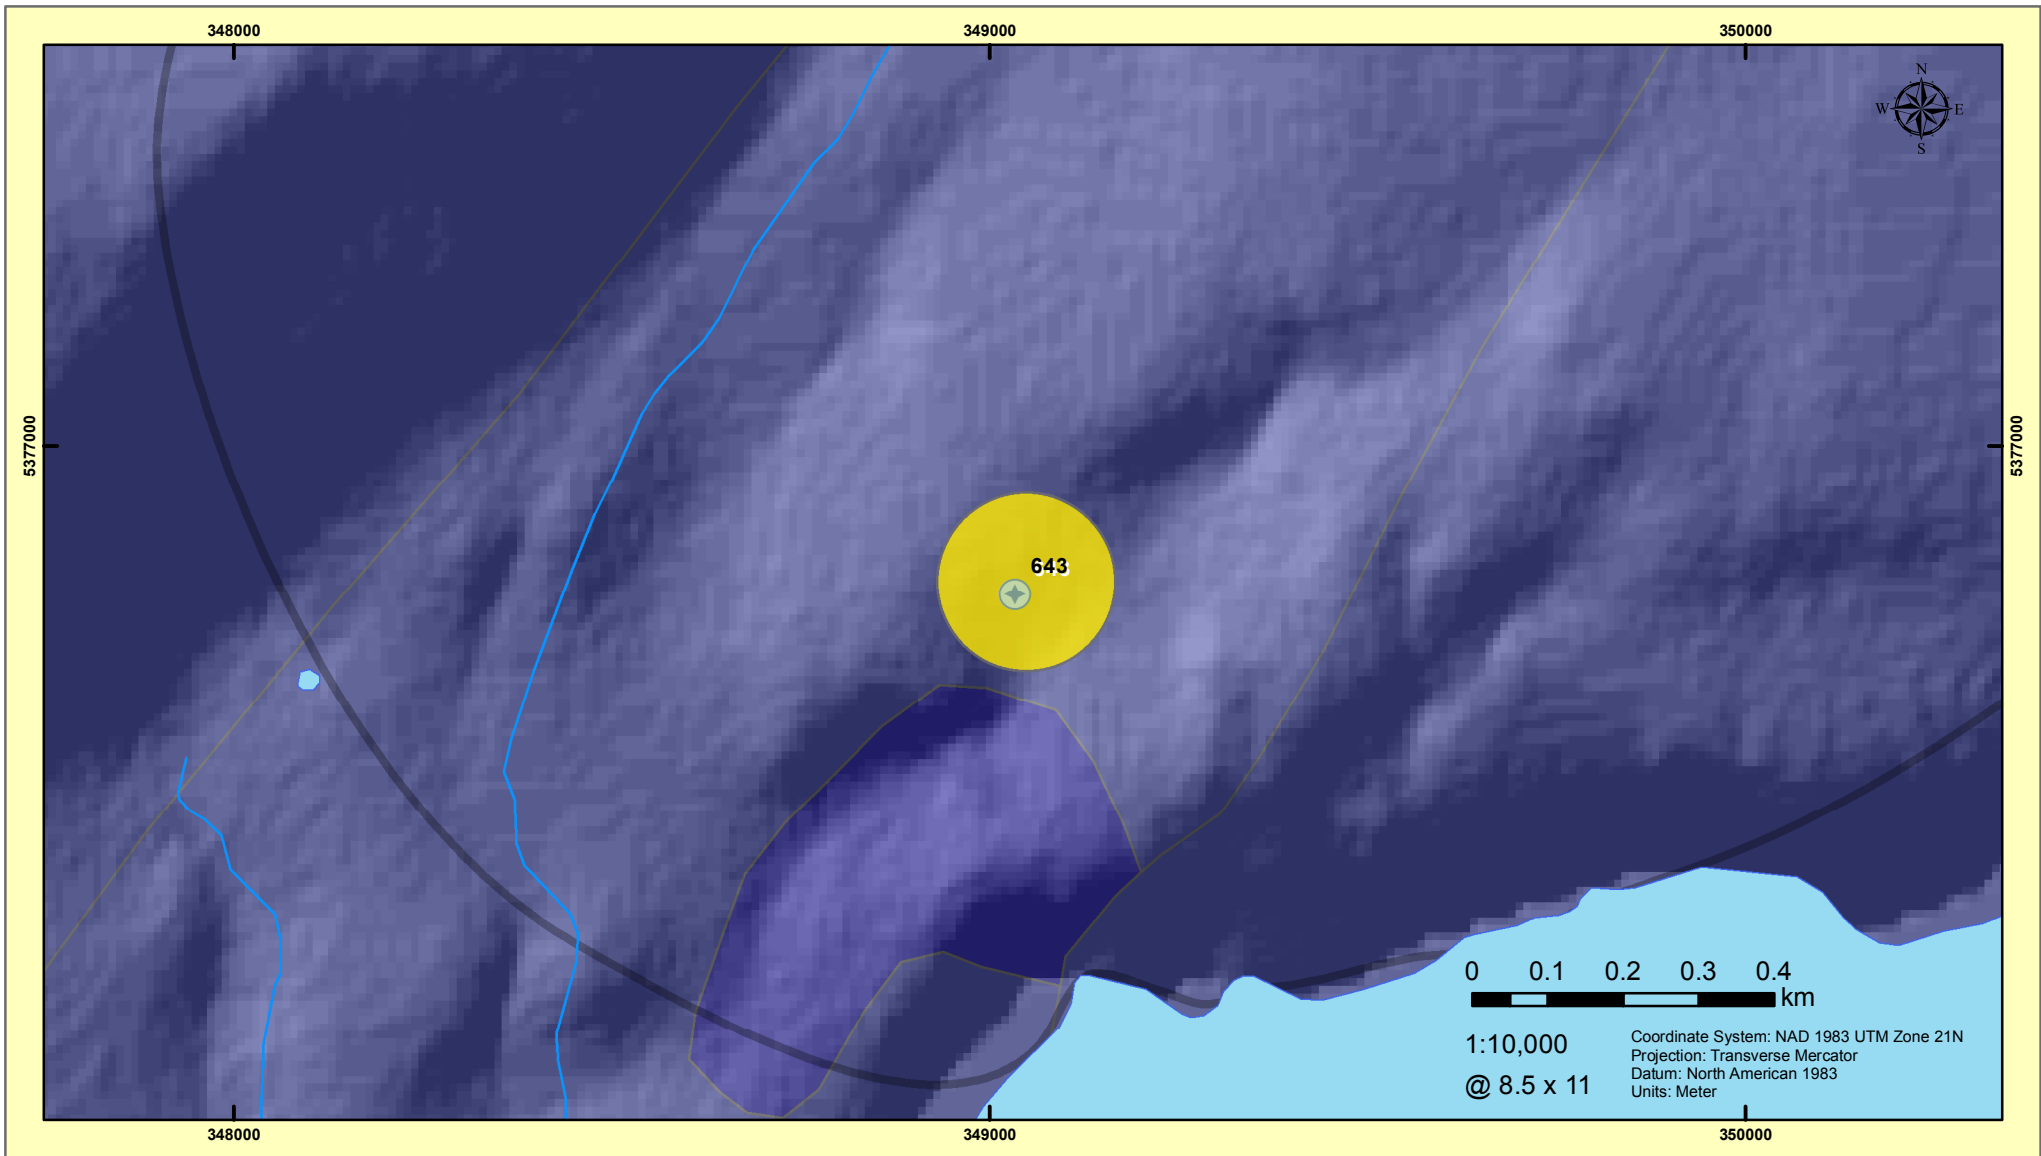 348000 349000 350000
N
W E
S
5377000 5377000
643
0 0.1 0.2 0.3 0.4
km
1:10,000
@ 8.5 x 11
Coordinate System: NAD 1983 UTM Zone 21N
Projection: Transverse Mercator
Datum: North American 1983
Units: Meter
348000 349000 350000